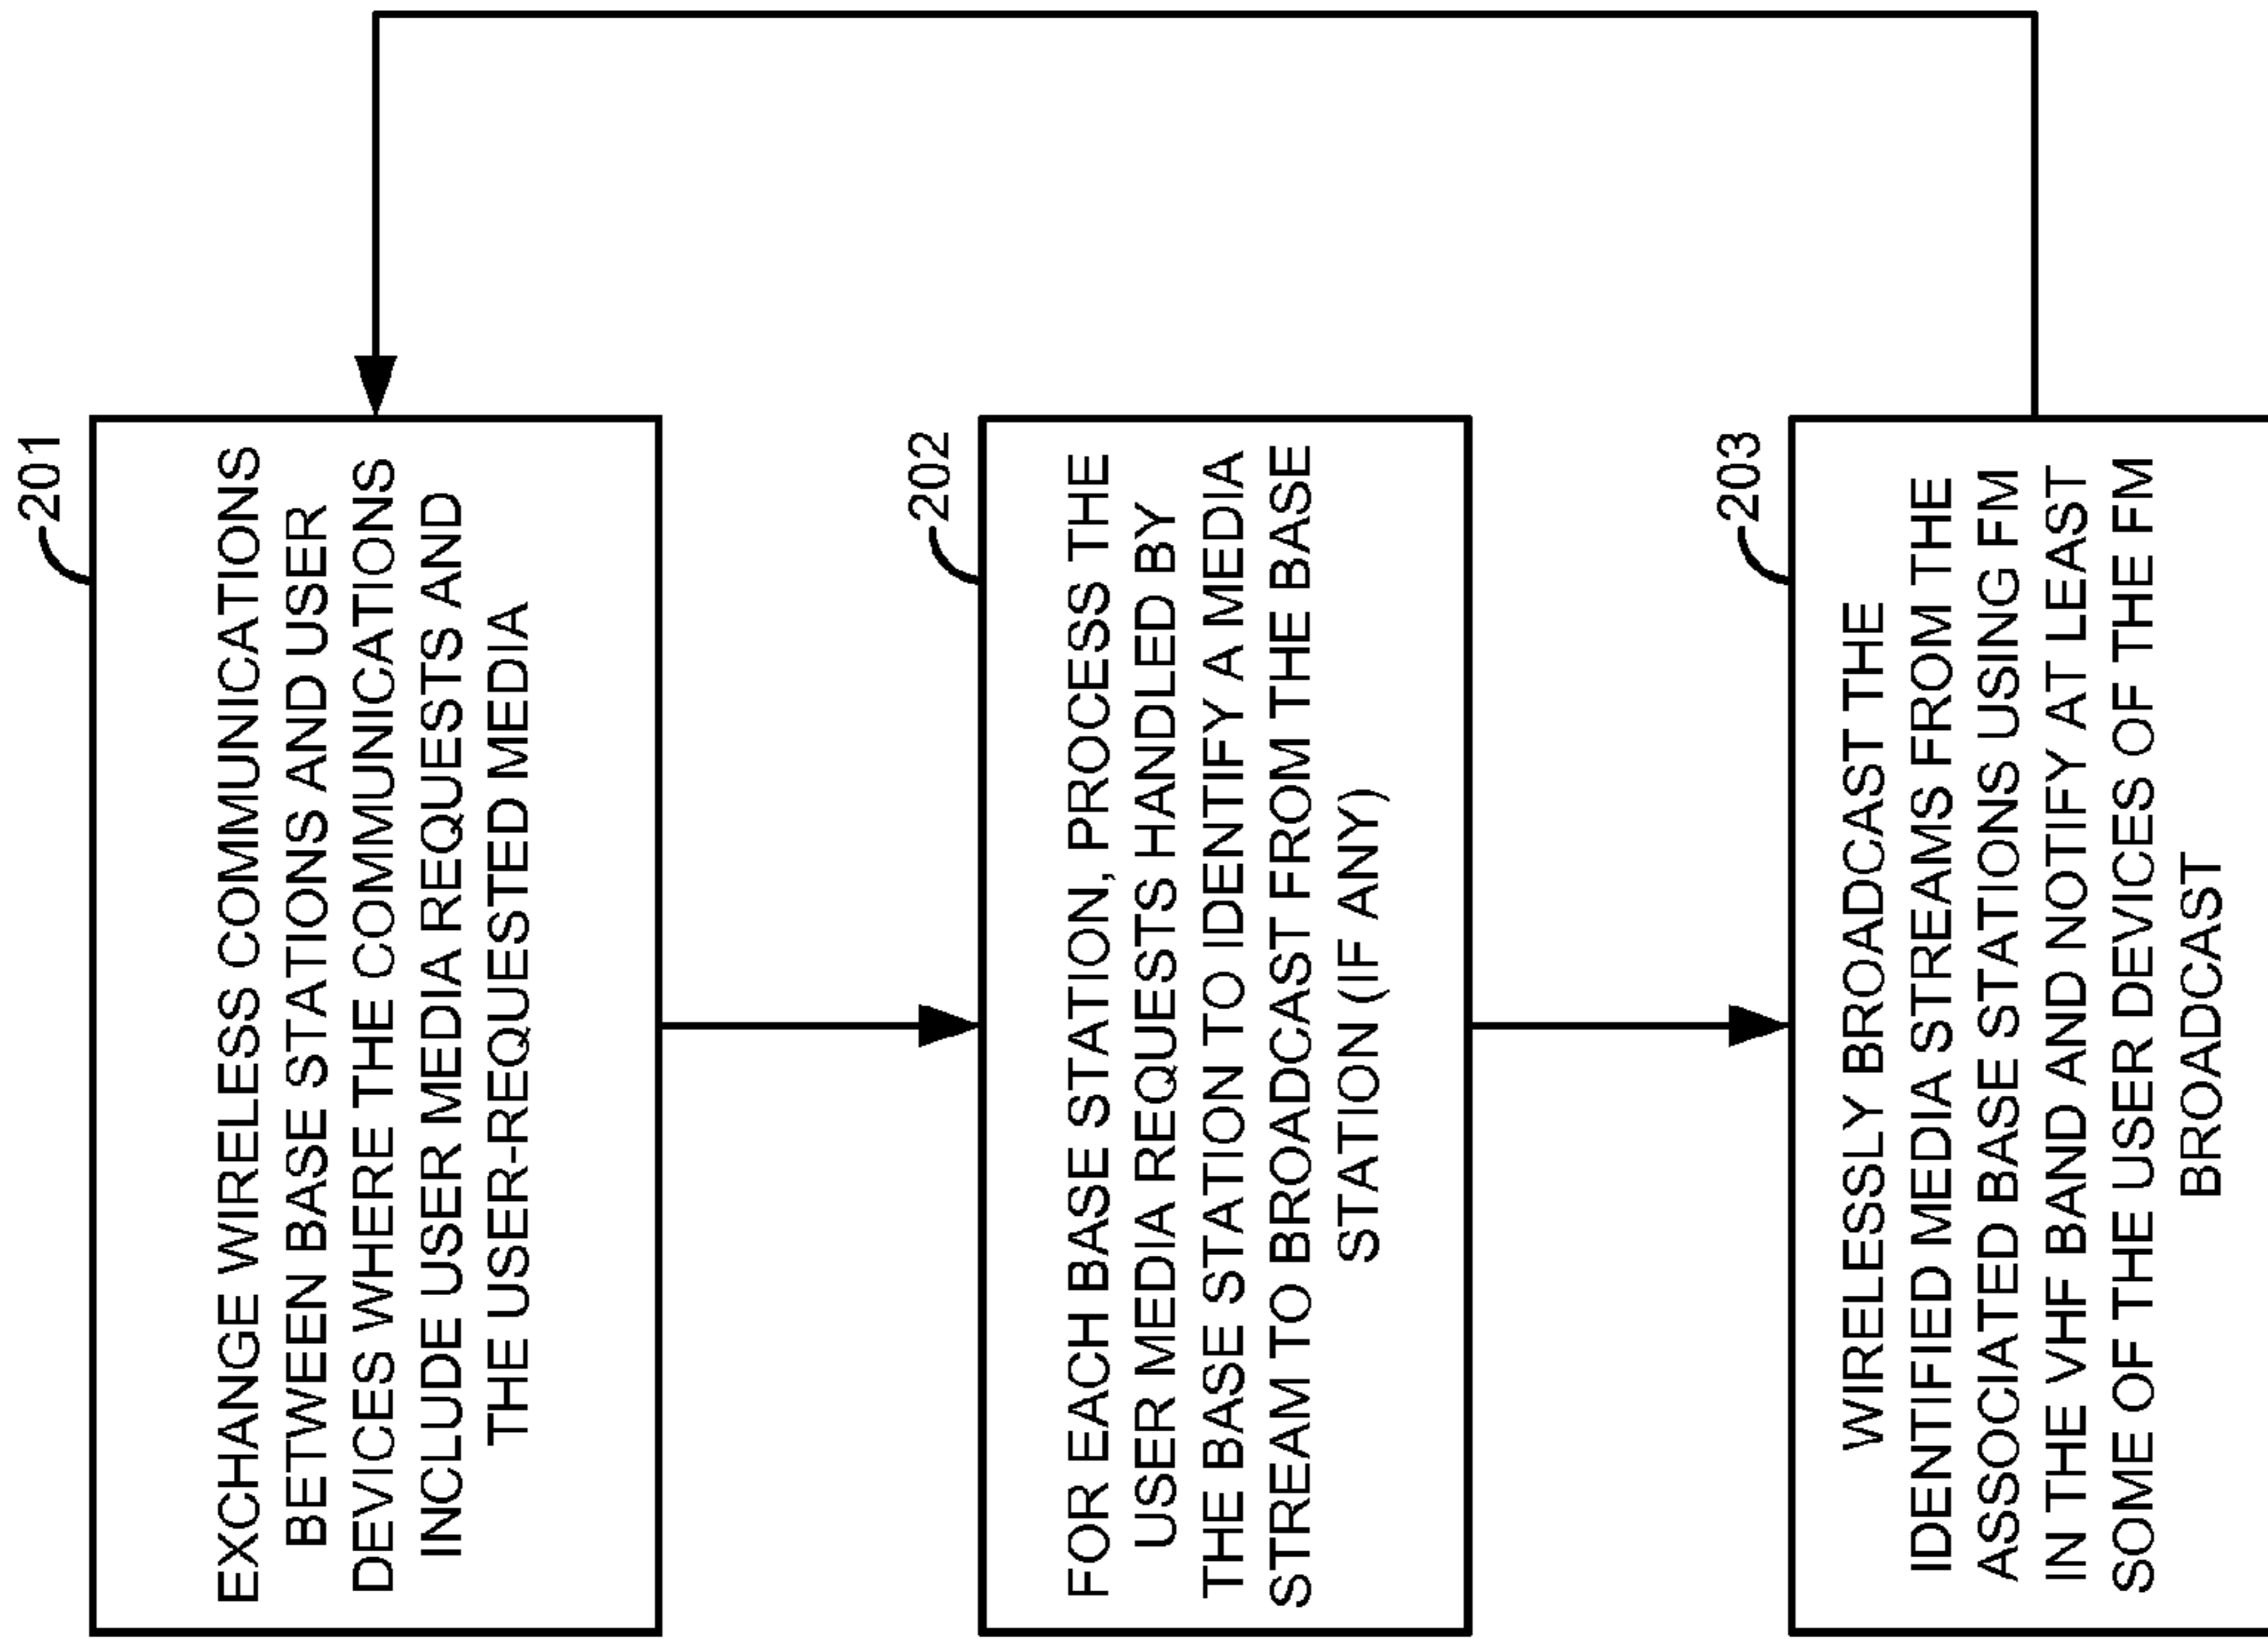 201
EXCHANGE WIRELESS COMMUNICATIONS
BETWEEN BASE STATIONS AND USER
DEVICES WHERE THE COMMUNICATIONS
INCLUDE USER MEDIA REQUESTS AND
THE USER-REQUESTED MEDIA
202
FOR EACH BASE STATION, PROCESS THE
USER MEDIA REQUESTS HANDLED BY
THE BASE STATION TO IDENTIFY A MEDIA
STREAM TO BROADCAST FROM THE BASE
STATION (IF ANY)
203
WIRELESSLY BROADCAST THE
IDENTIFIED MEDIA STREAMS FROM THE
ASSOCIATED BASE STATIONS USING FM
IN THE VHF BAND AND NOTIFY AT LEAST
SOME OF THE USER DEVICES OF THE FM
BROADCAST